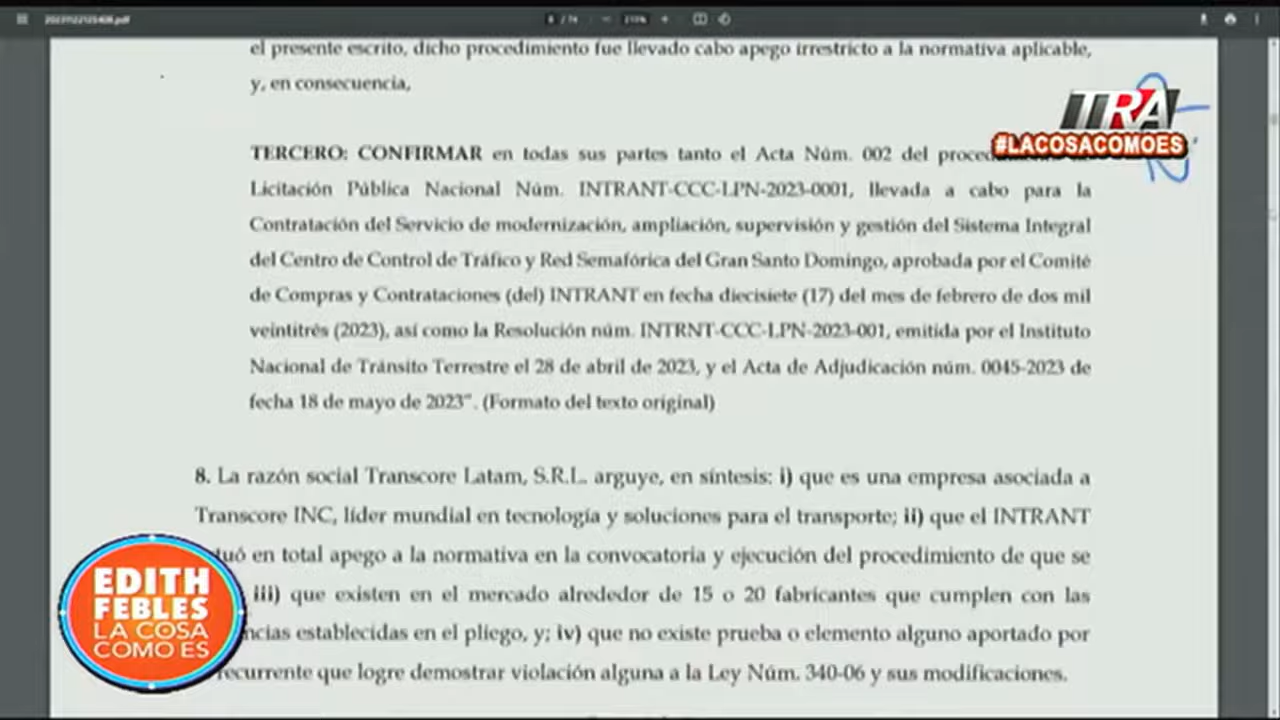 20231122125408.pdf
8 / 74
210%
el presente escrito, dicho procedimiento fue llevado cabo apego irrestricto a la normativa aplicable,
y, en consecuencia,
TRA
#LACOSACOMOES
TERCERO: CONFIRMAR en todas sus partes tanto el Acta Núm. 002 del
Licitación Pública Nacional Núm. INTRANT-CCC-LPN-2023-0001, llevada a cabo para la
Contratación del Servicio de modernización, ampliación, supervisión y gestión del Sistema Integral
del Centro de Control de Tráfico y Red Semafórica del Gran Santo Domingo, aprobada por el Comité
de Compras y Contrataciones (del) INTRANT en fecha diecisiete (17) del mes de febrero de dos mil
veintitrés (2023), así como la Resolución núm. INTRNT-CCC-LPN-2023-001, emitida por el Instituto
Nacional de Tránsito Terrestre el 28 de abril de 2023, y el Acta de Adjudicación núm. 0045-2023 de
fecha 18 de mayo de 2023". (Formato del texto original)
8. La razón social Transcore Latam, S.R.L. arguye, en síntesis: i) que es una empresa asociada a
Transcore INC, líder mundial en tecnología y soluciones para el transporte; ii) que el INTRANT
en total apego a la normativa en la convocatoria y ejecución del procedimiento de que se
iii) que existen en el mercado alrededor de 15 o 20 fabricantes que cumplen con las
establecidas en el pliego, y; iv) que no existe prueba o elemento alguno aportado por
recurrente que logre demostrar violación alguna a la Ley Núm. 340-06 y sus modificaciones.
EDITH
FEBLES
LA COSA
COMO ES